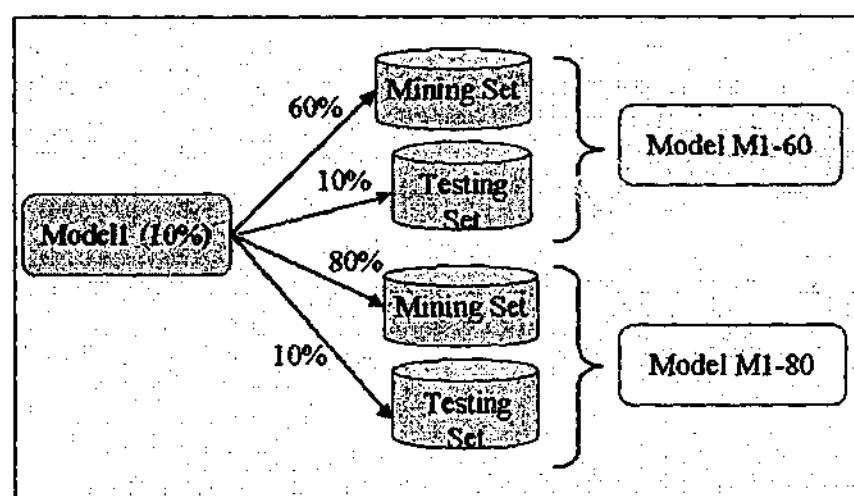 60%
Mining Set
10%
Testing
Set
Model M1-60
Model1 (10%)
80%
Mining Set
10%
Testing
Set
Model M1-80